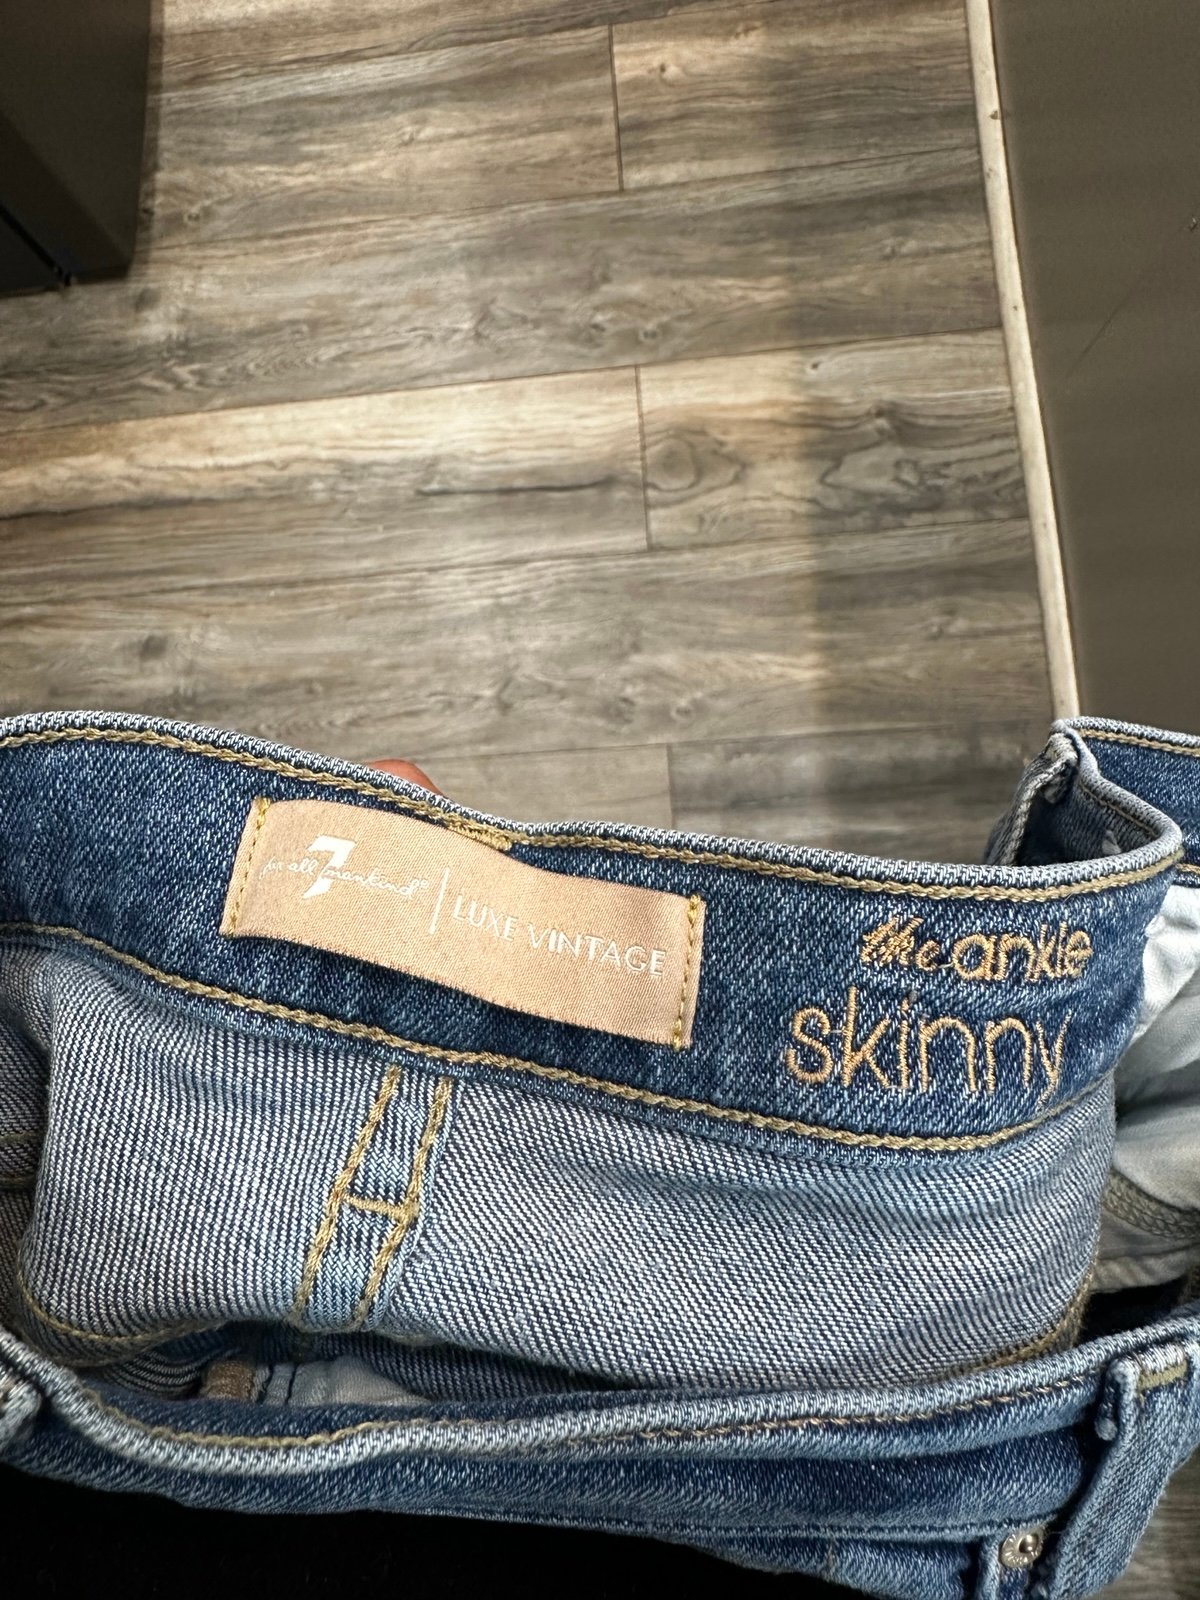 7 for all mankind® | LUXE VINTAGE
the ankle
skinny